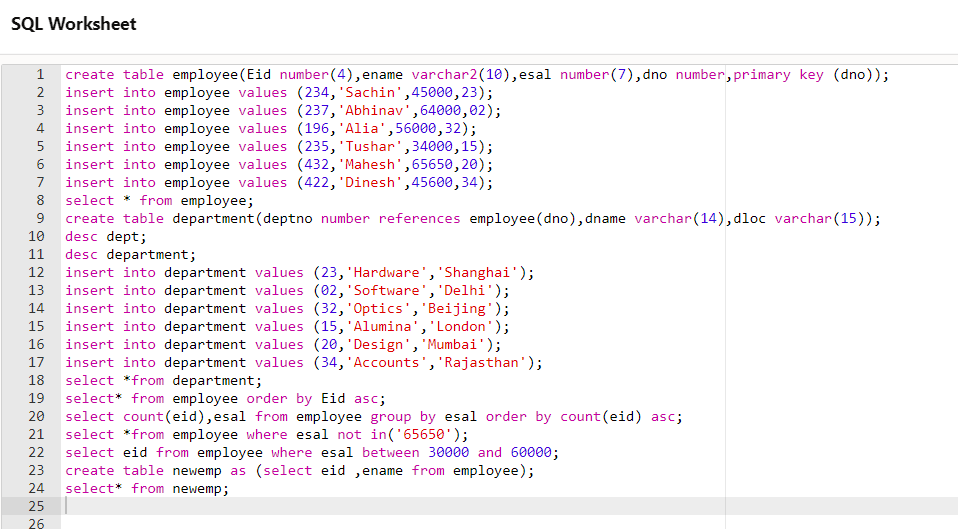 SQL Worksheet
1 create table employee(Eid number(4),ename varchar2(10),esal number(7),dno number,primary key (dno));
2 insert into employee values (234,'Sachin',45000,23);
3 insert into employee values (237,'Abhinav',64000,02);
4 insert into employee values (196,'Alia',56000,32);
5 insert into employee values (235,'Tushar',34000,15);
6 insert into employee values (432,'Mahesh',65650,20);
7 insert into employee values (422,'Dinesh',45600,34);
8 select * from employee;
9 create table department(deptno number references employee(dno),dname varchar(14),dloc varchar(15));
10 desc dept;
11 desc department;
12 insert into department values (23,'Hardware','Shanghai');
13 insert into department values (02,'Software','Delhi');
14 insert into department values (32,'Optics','Beijing');
15 insert into department values (15,'Alumina','London');
16 insert into department values (20,'Design','Mumbai');
17 insert into department values (34,'Accounts','Rajasthan');
18 select *from department;
19 select* from employee order by Eid asc;
20 select count(eid),esal from employee group by esal order by count(eid) asc;
21 select *from employee where esal not in('65650');
22 select eid from employee where esal between 30000 and 60000;
23 create table newemp as (select eid ,ename from employee);
24 select* from newemp;
25
26